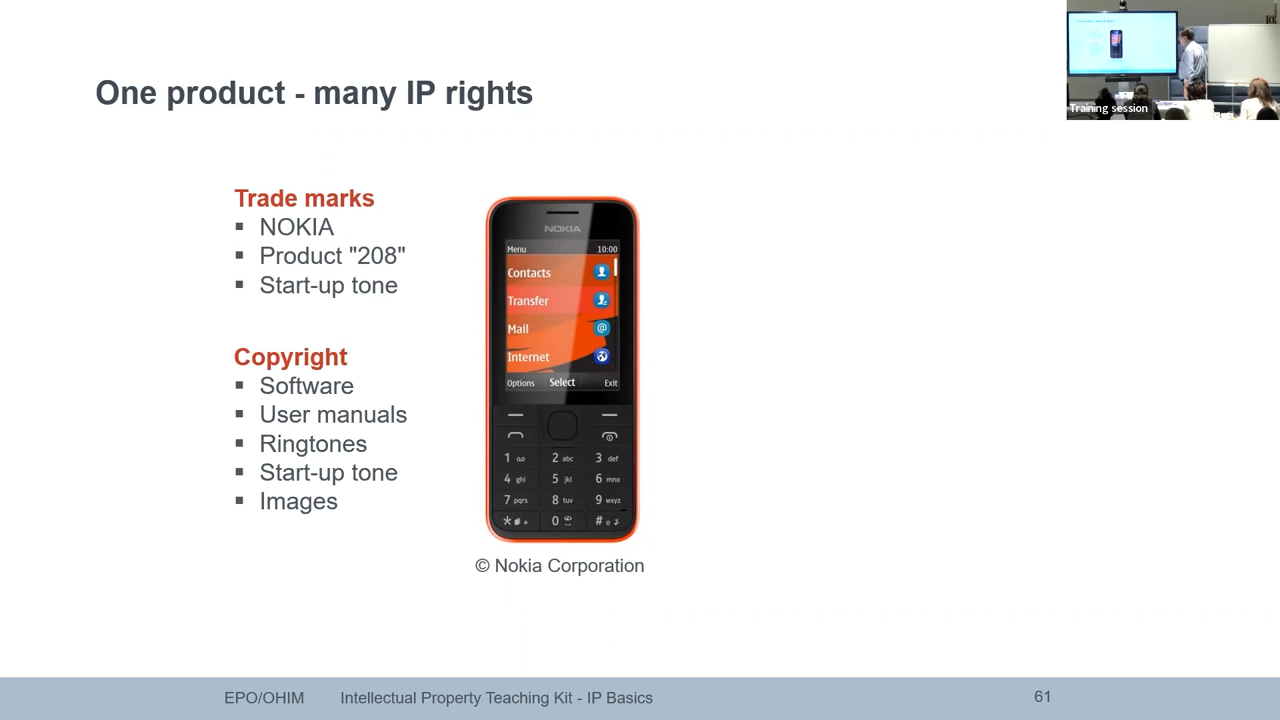 One product - many IP rights
Training session
Trade marks
▪ NOKIA
▪ Product "208"
▪ Start-up tone
Copyright
▪ Software
▪ User manuals
▪ Ringtones
▪ Start-up tone
▪ Images
NOKIA
Menu 10:00
Contacts
Transfer
Mail
Internet
Options Select Exit
1 2 abc 3 def
4 ghi 5 jkl 6 mno
7 pqrs 8 tuv 9 wxyz
* + 0 #
© Nokia Corporation
EPO/OHIM Intellectual Property Teaching Kit - IP Basics 61